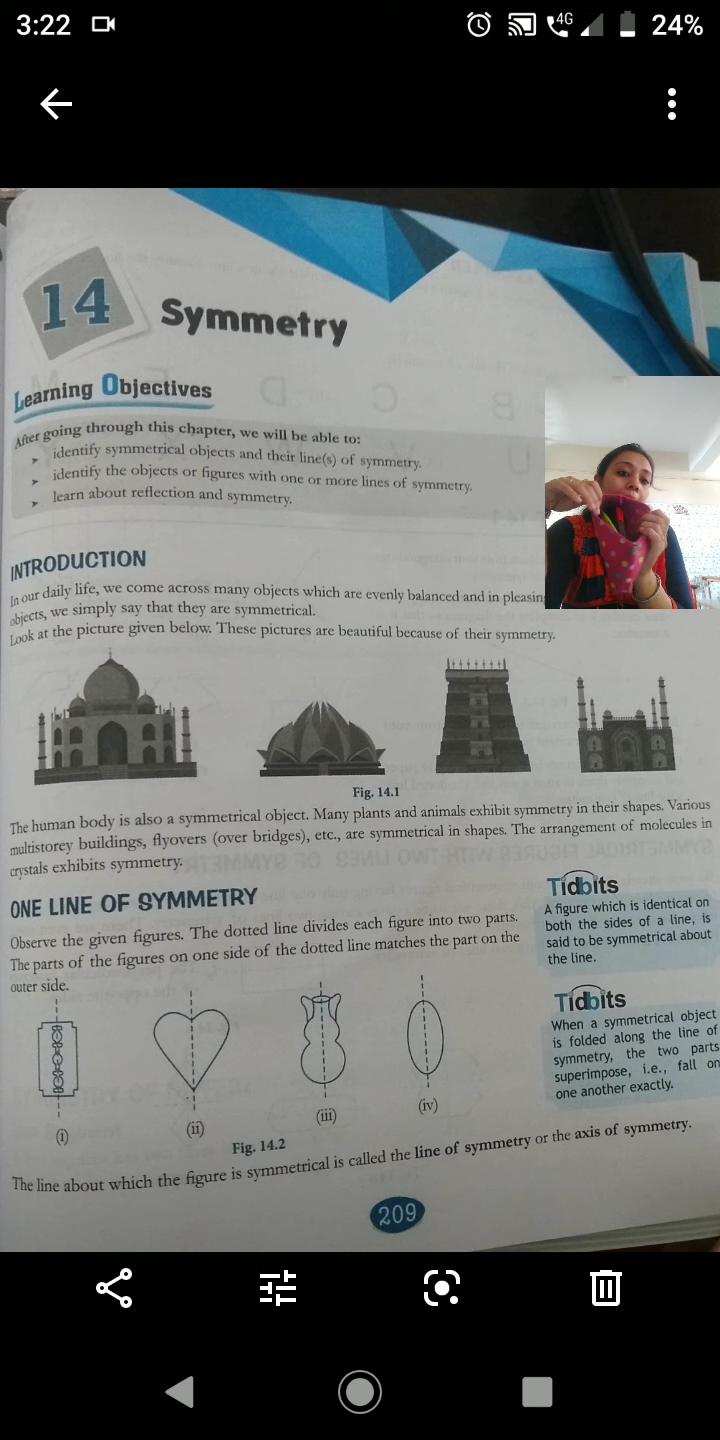 3:22
4G
24%
14
Symmetry
Learning Objectives
After going through this chapter, we will be able to:
➤ identify symmetrical objects and their line(s) of symmetry.
➤ identify the objects or figures with one or more lines of symmetry.
➤ learn about reflection and symmetry.
INTRODUCTION
In our daily life, we come across many objects which are evenly balanced and in pleasin
objects, we simply say that they are symmetrical.
Look at the picture given below. These pictures are beautiful because of their symmetry.
Fig. 14.1
The human body is also a symmetrical object. Many plants and animals exhibit symmetry in their shapes. Various
multistorey buildings, flyovers (over bridges), etc., are symmetrical in shapes. The arrangement of molecules in
crystals exhibits symmetry.
ONE LINE OF SYMMETRY
Observe the given figures. The dotted line divides each figure into two parts.
The parts of the figures on one side of the dotted line matches the part on the
outer side.
Tidbits
A figure which is identical on
both the sides of a line, is
said to be symmetrical about
the line.
Tidbits
When a symmetrical object
is folded along the line of
symmetry, the two parts
superimpose, i.e., fall on
one another exactly.
(i)
(ii)
(iii)
(iv)
Fig. 14.2
The line about which the figure is symmetrical is called the line of symmetry or the axis of symmetry.
209